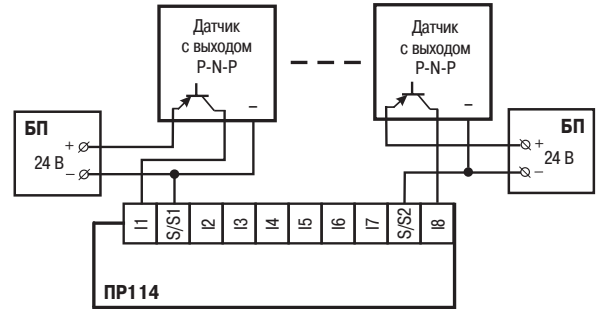 Датчик
с выходом
P-N-P
–
Датчик
с выходом
P-N-P
–
БП
+
24 В
–
БП
+
24 В
–
I1
S/S1
I2
I3
I4
I5
I6
I7
S/S2
I8
ПР114